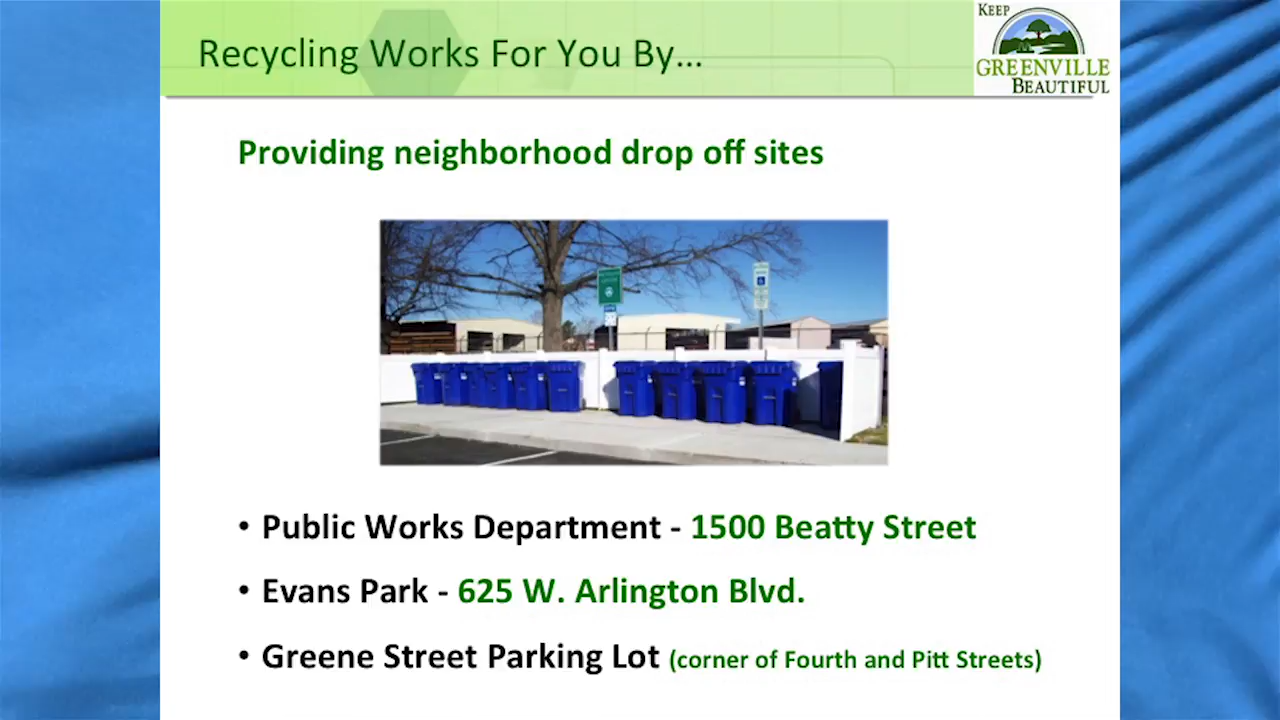 Recycling Works For You By...
KEEP
GREENVILLE
BEAUTIFUL
Providing neighborhood drop off sites
• Public Works Department - 1500 Beatty Street
• Evans Park - 625 W. Arlington Blvd.
• Greene Street Parking Lot (corner of Fourth and Pitt Streets)